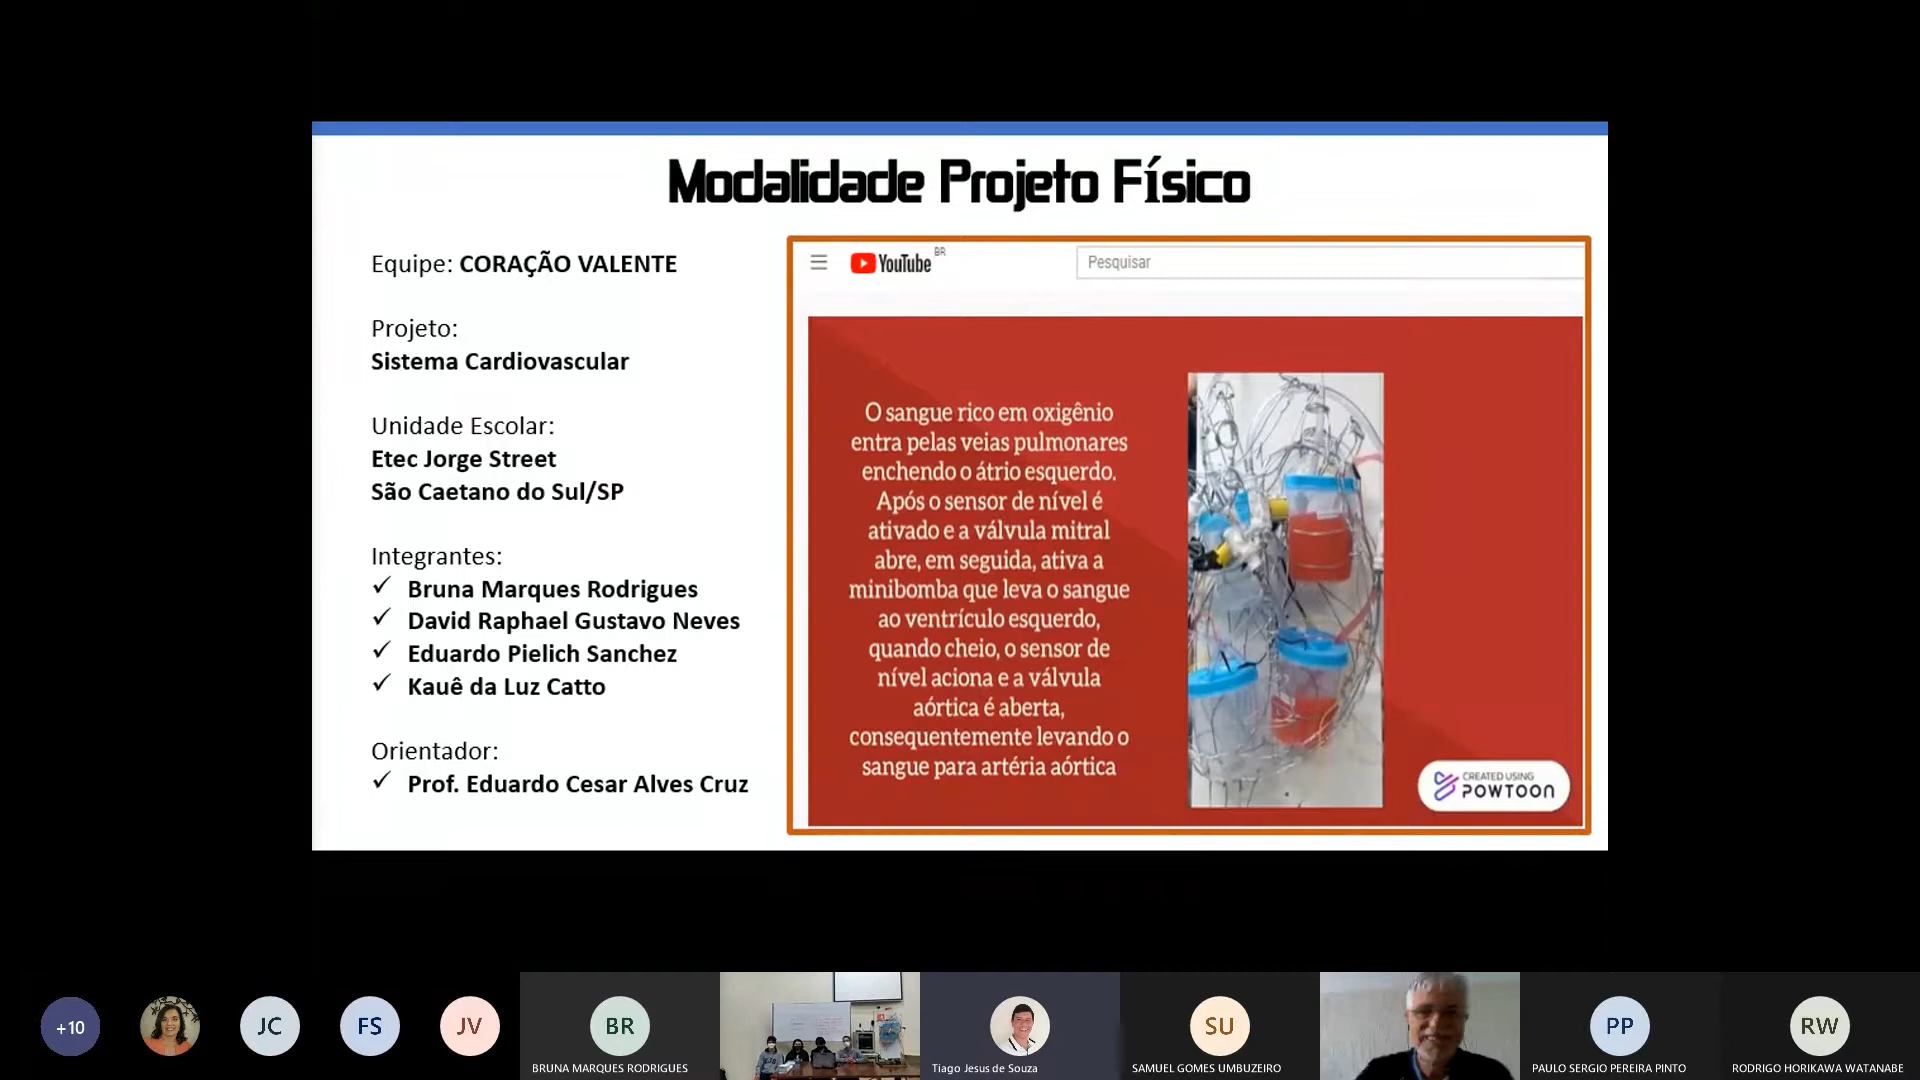 Modalidade Projeto Físico
Equipe: CORAÇÃO VALENTE
Projeto:
Sistema Cardiovascular
Unidade Escolar:
Etec Jorge Street
São Caetano do Sul/SP
Integrantes:
✓ Bruna Marques Rodrigues
✓ David Raphael Gustavo Neves
✓ Eduardo Pielich Sanchez
✓ Kauê da Luz Catto
Orientador:
✓ Prof. Eduardo Cesar Alves Cruz
YouTube BR
Pesquisar
O sangue rico em oxigênio
entra pelas veias pulmonares
enchendo o átrio esquerdo.
Após o sensor de nível é
ativado e a válvula mitral
abre, em seguida, ativa a
minibomba que leva o sangue
ao ventrículo esquerdo,
quando cheio, o sensor de
nível aciona e a válvula
aórtica é aberta,
consequentemente levando o
sangue para artéria aórtica
CREATED USING
POWTOON
+10
JC
FS
JV
BR
BRUNA MARQUES RODRIGUES
Tiago Jesus de Souza
SU
SAMUEL GOMES UMBUZEIRO
PP
PAULO SERGIO PEREIRA PINTO
RW
RODRIGO HORIKAWA WATANABE